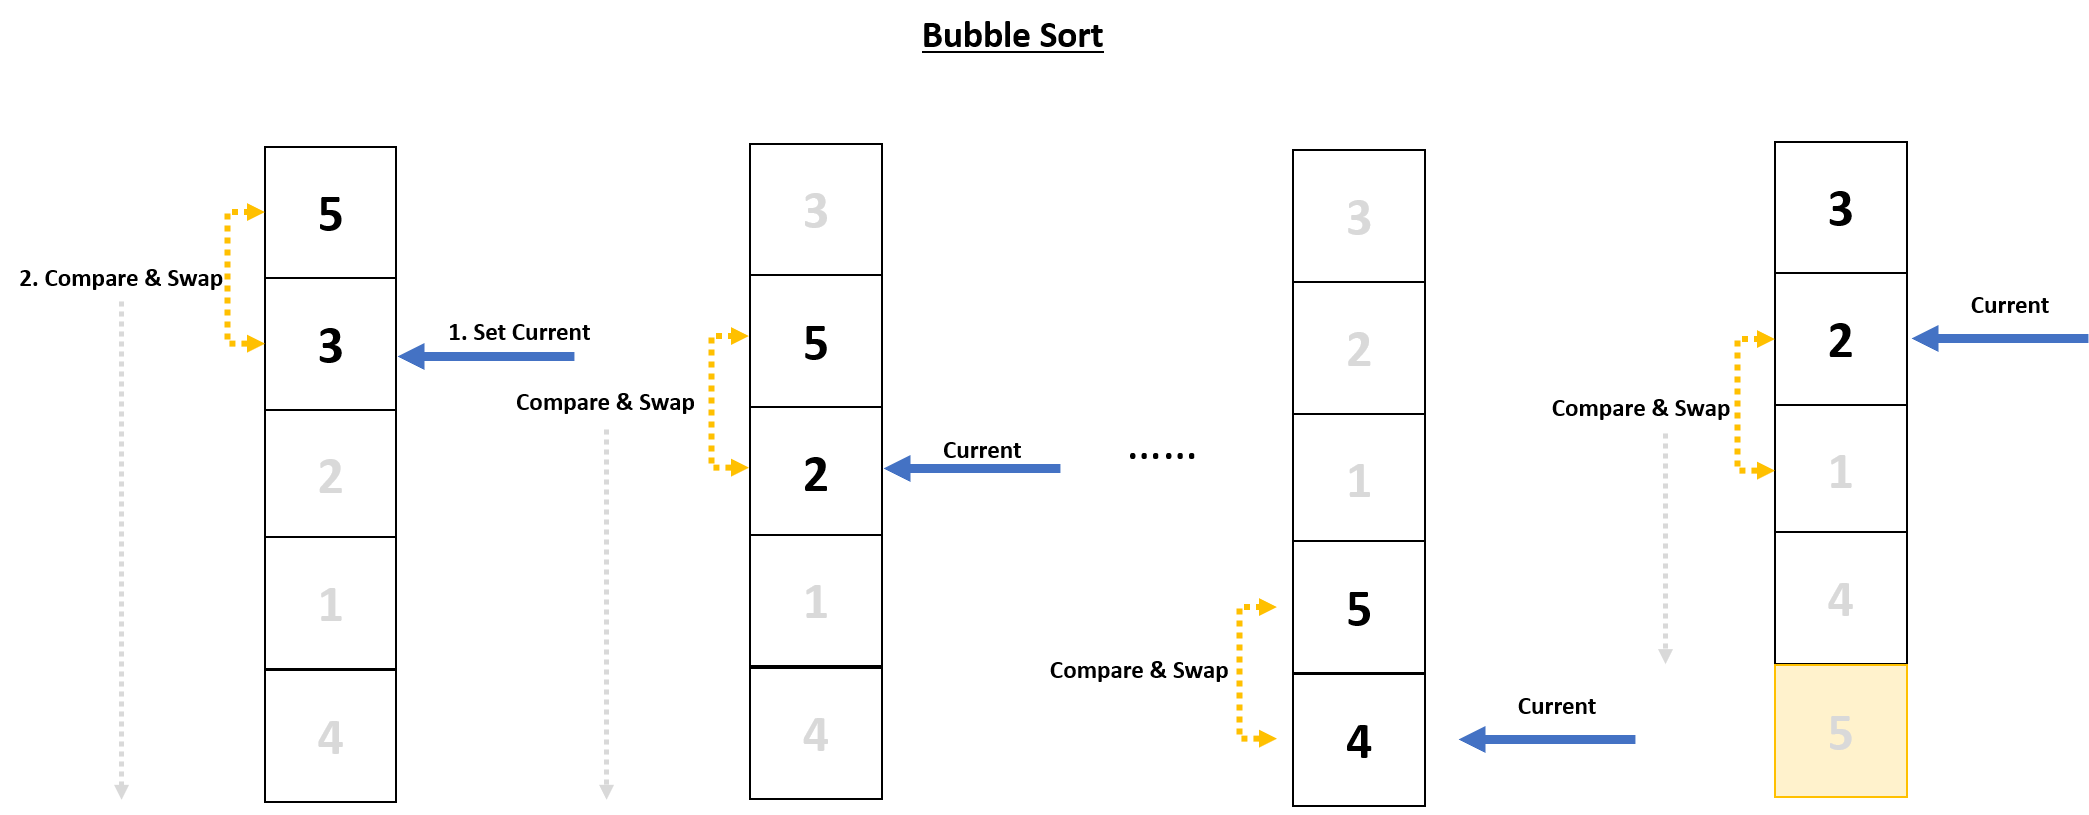 Bubble Sort
5
3
2
1
4
2. Compare & Swap
1. Set Current
3
5
2
1
4
Compare & Swap
Current
......
3
2
1
5
4
Compare & Swap
Current
3
2
1
4
5
Compare & Swap
Current